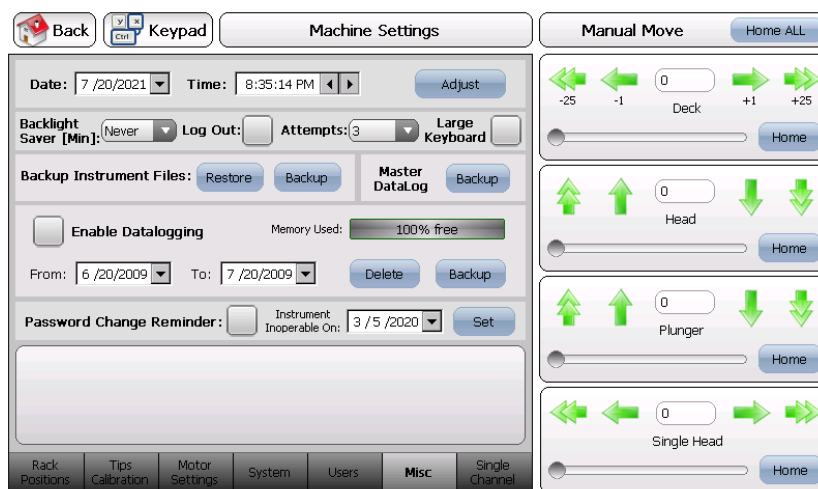 Back
y x
Ctrl
Keypad
Machine Settings
Manual Move
Home ALL
Date: 7 /20/2021
Time: 8:35:14 PM
Adjust
Backlight
Saver [Min]: Never
Log Out:
Attempts: 3
Large
Keyboard
Backup Instrument Files:
Restore
Backup
Master
DataLog
Backup
Enable Datalogging
Memory Used: 100% free
From: 6 /20/2009
To: 7 /20/2009
Delete
Backup
Password Change Reminder:
Instrument
Inoperable On: 3 / 5 /2020
Set
Rack
Positions
Tips
Calibration
Motor
Settings
System
Users
Misc
Single
Channel
0
-25
-1
Deck
+1
+25
Home
0
Head
Home
0
Plunger
Home
0
Single Head
Home